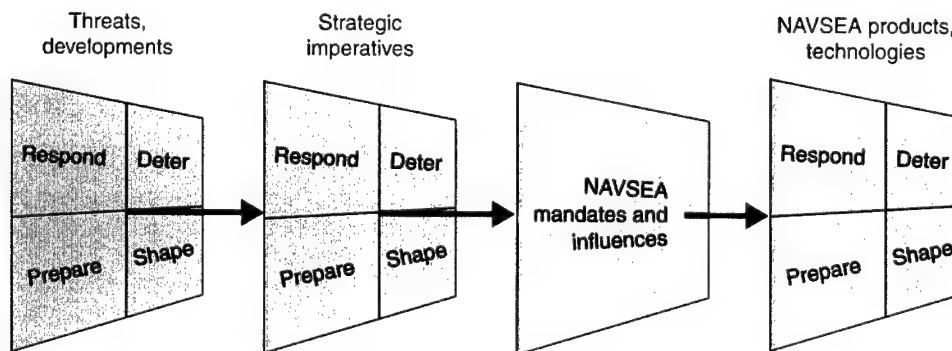 Threats,
developments
Strategic
imperatives
NAVSEA products,
technologies
Respond
Deter
Prepare
Shape
Respond
Deter
Prepare
Shape
NAVSEA
mandates and
influences
Respond
Deter
Prepare
Shape